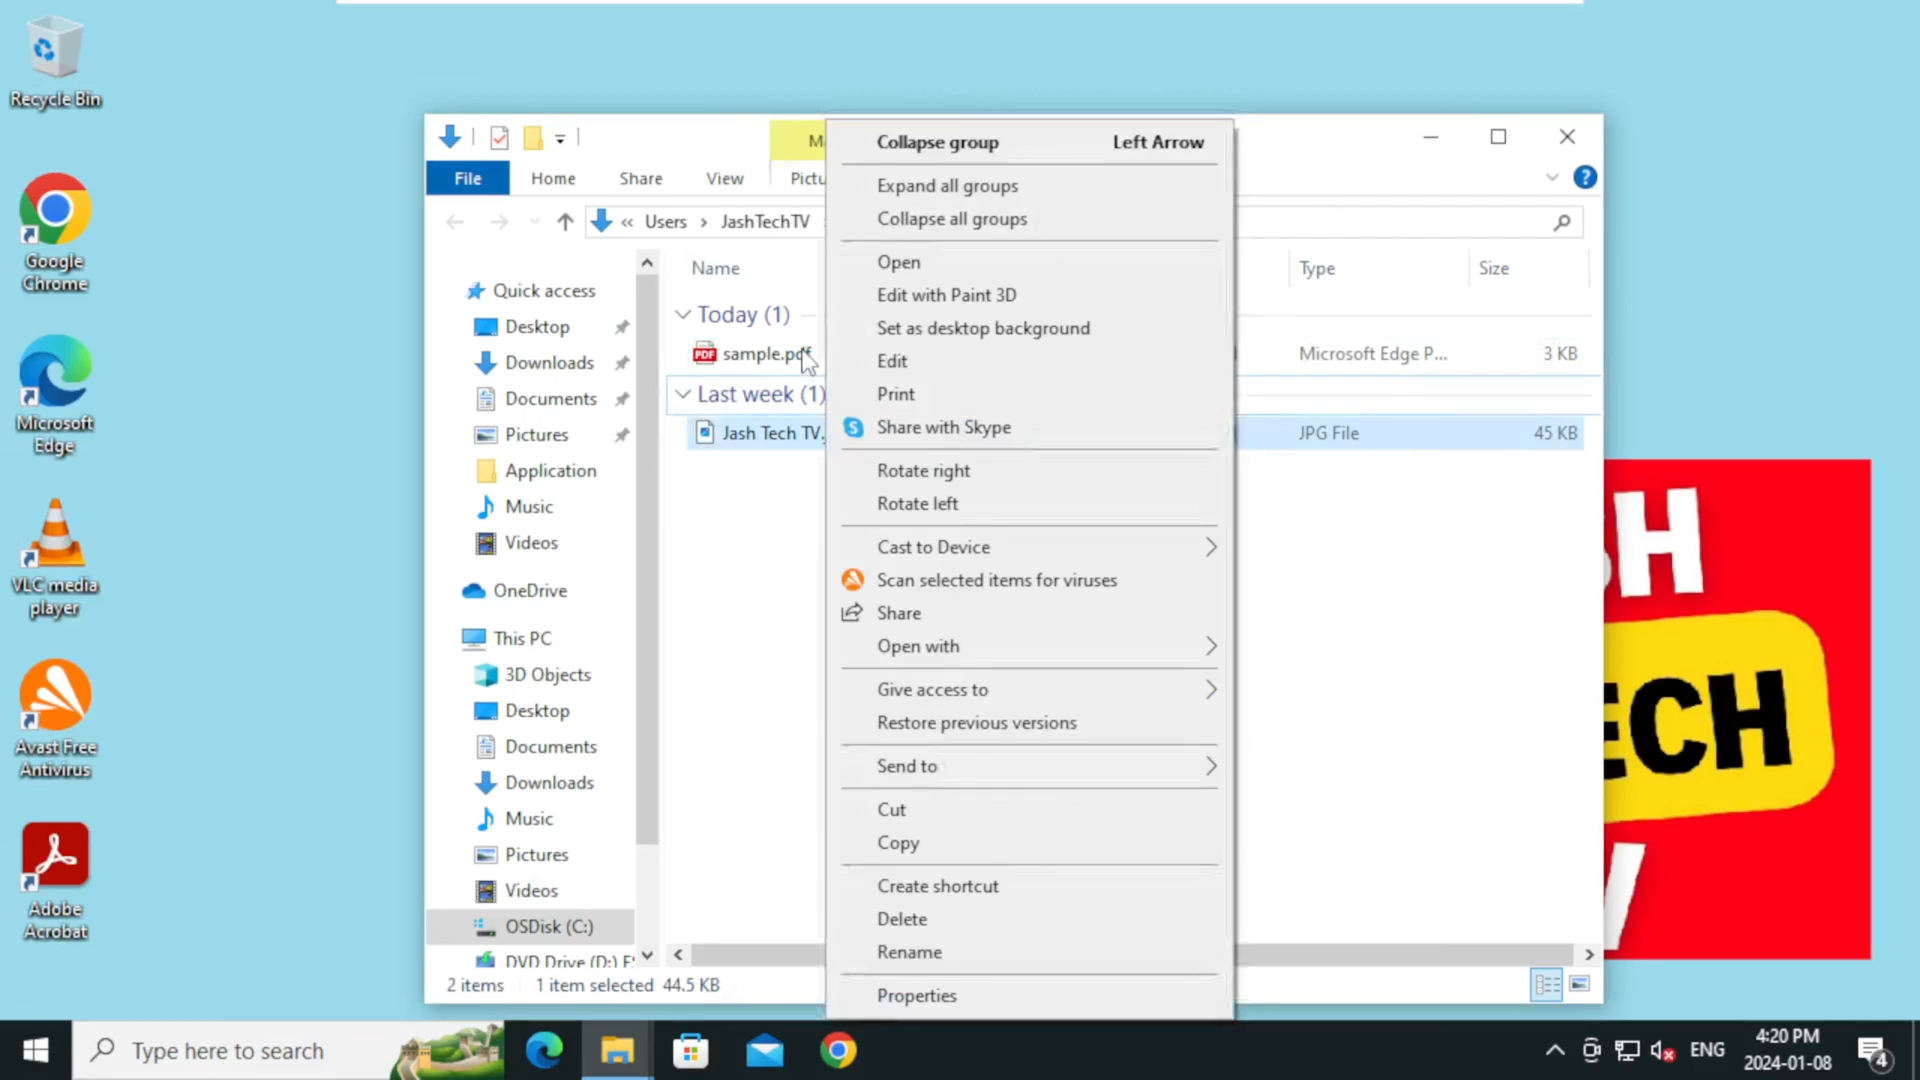 Recycle Bin
Google
Chrome
Microsoft
Edge
VLC media
player
Avast Free
Antivirus
Adobe
Acrobat
File
Home
Share
View
Users
JashTechTV
Quick access
Desktop
Downloads
Documents
Pictures
Application
Music
Videos
OneDrive
This PC
3D Objects
Desktop
Documents
Downloads
Music
Pictures
Videos
OSDisk (C:)
DVD Drive (D:)
2 items
1 item selected 44.5 KB
Name
Type
Size
Today (1)
PDF
sample.pdf
Microsoft Edge P...
3 KB
Last week (1)
Jash Tech TV.
JPG File
45 KB
Collapse group Left Arrow
Expand all groups
Collapse all groups
Open
Edit with Paint 3D
Set as desktop background
Edit
Print
S
Share with Skype
Rotate right
Rotate left
Cast to Device
Scan selected items for viruses
Share
Open with
Give access to
Restore previous versions
Send to
Cut
Copy
Create shortcut
Delete
Rename
Properties
?
Type here to search
ENG
4:20 PM
2024-01-08
4